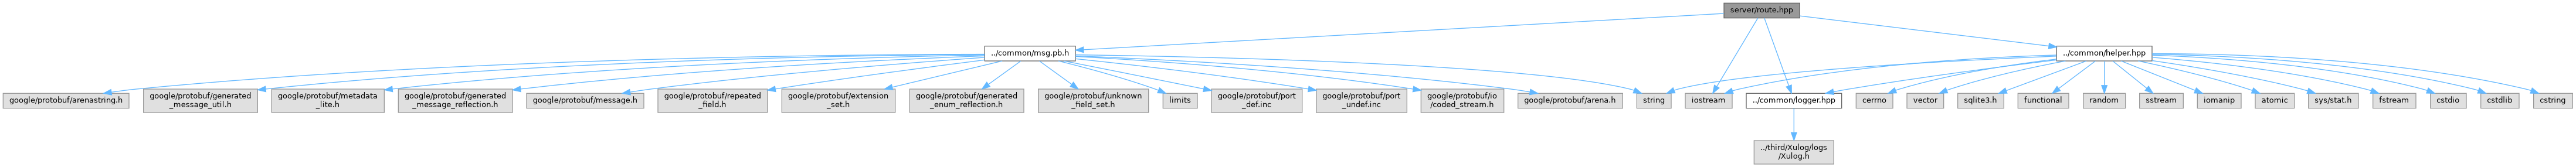 server/route.hpp
../common/msg.pb.h
../common/helper.hpp
google/protobuf/arenastring.h
google/protobuf/generated
_message_util.h
google/protobuf/metadata
_lite.h
google/protobuf/generated
_message_reflection.h
google/protobuf/message.h
google/protobuf/repeated
_field.h
google/protobuf/extension
_set.h
google/protobuf/generated
_enum_reflection.h
google/protobuf/unknown
_field_set.h
limits
google/protobuf/port
_def.inc
google/protobuf/port
_undef.inc
google/protobuf/io
/coded_stream.h
google/protobuf/arena.h
string
iostream
../common/logger.hpp
cerrno
vector
sqlite3.h
functional
random
sstream
iomanip
atomic
sys/stat.h
fstream
cstdio
cstdlib
cstring
../third/Xulog/logs
/Xulog.h